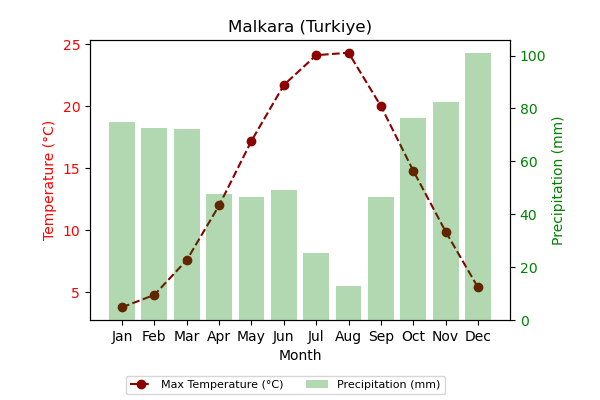 Malkara (Turkiye)
25
20
15
10
5
Temperature (°C)
100
80
60
40
20
0
Precipitation (mm)
Jan Feb Mar Apr May Jun Jul Aug Sep Oct Nov Dec
Month
Max Temperature (°C) Precipitation (mm)